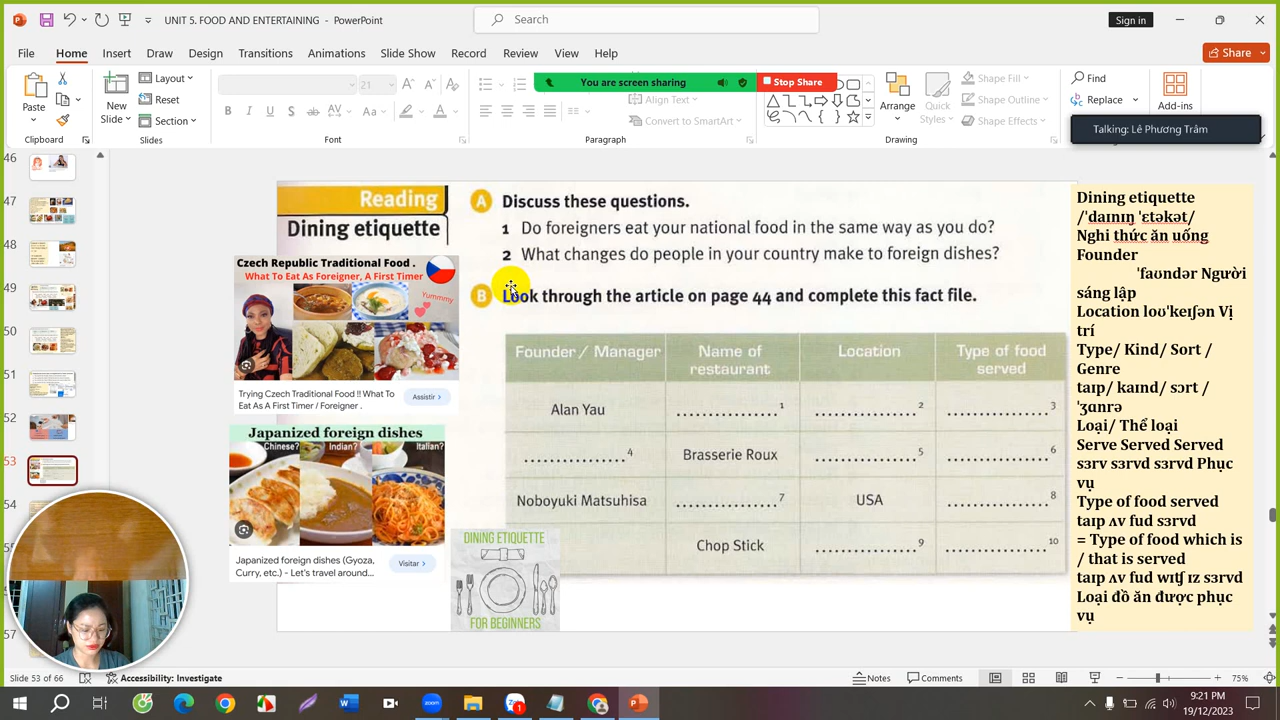 UNIT 5. FOOD AND ENTERTAINING - PowerPoint
Search
Sign in
File Home Insert Draw Design Transitions Animations Slide Show Record Review View Help
Share
Paste
New
Slide
Layout
Reset
Section
21
You are screen sharing
Stop Share
Align Text
Convert to SmartArt
Arrange
Quick
Styles
Shape Fill
Shape Outline
Shape Effects
Find
Replace
Add-ins
Talking: Lê Phương Trâm
Clipboard Slides Font Paragraph Drawing
46
47
48
49
50
51
52
53
54
57
Reading
Dining etiquette
A Discuss these questions.
1 Do foreigners eat your national food in the same way as you do?
2 What changes do people in your country make to foreign dishes?
B Look through the article on page 44 and complete this fact file.
Founder / Manager Name of restaurant Location Type of food served
Alan Yau ................1 ................2 ................3
................4 Brasserie Roux ................5 ................6
Noboyuki Matsuhisa ................7 USA ................8
Chop Stick ................9 ................10
Czech Republic Traditional Food .
What To Eat As Foreigner, A First Timer
Yummmy
Trying Czech Traditional Food !! What To
Eat As A First Timer / Foreigner .
Assistir >
Japanized foreign dishes
Chinese? Indian? Italian?
Japanized foreign dishes (Gyoza,
Curry, etc.) - Let's travel around...
Visitar >
DINING ETIQUETTE
FOR BEGINNERS
Dining etiquette
/ˈdaɪnɪŋ ˈɛtəkət/
Nghi thức ăn uống
Founder
ˈfaʊndər Người
sáng lập
Location loʊˈkeɪʃən Vị
trí
Type/ Kind/ Sort /
Genre
taɪp/ kaɪnd/ sɔrt /
ˈʒɑnrə
Loại/ Thể loại
Serve Served Served
sɜrv sɜrvd sɜrvd Phục
vụ
Type of food served
taɪp ʌv fud sɜrvd
= Type of food which is
/ that is served
taɪp ʌv fud wɪʧ ɪz sɜrvd
Loại đồ ăn được phục
vụ
Slide 53 of 66
Accessibility: Investigate
Notes
Comments
75%
9:21 PM
19/12/2023